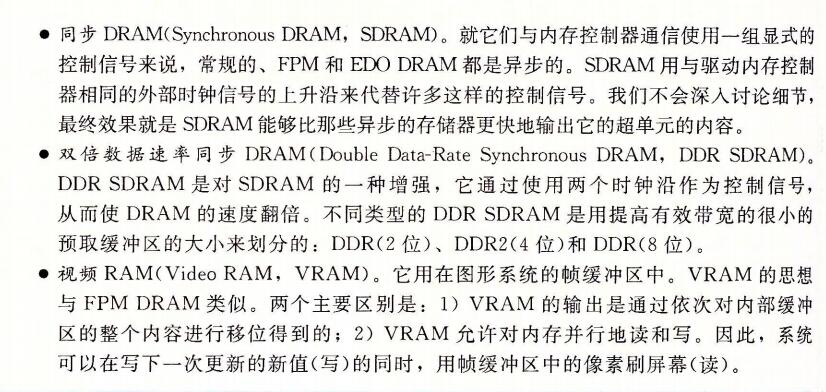 ● 同步 DRAM(Synchronous DRAM，SDRAM)。就它们与内存控制器通信使用一组显式的
控制信号来说，常规的、FPM 和 EDO DRAM 都是异步的。SDRAM 用与驱动内存控制
器相同的外部时钟信号的上升沿来代替许多这样的控制信号。我们不会深入讨论细节，
最终效果就是 SDRAM 能够比那些异步的存储器更快地输出它的超单元的内容。
● 双倍数据速率同步 DRAM(Double Data-Rate Synchronous DRAM，DDR SDRAM)。
DDR SDRAM 是对 SDRAM 的一种增强，它通过使用两个时钟沿作为控制信号，
从而使 DRAM 的速度翻倍。不同类型的 DDR SDRAM 是用提高有效带宽的很小的
预取缓冲区的大小来划分的：DDR(2 位)、DDR2(4 位)和 DDR(8 位)。
● 视频 RAM(Video RAM，VRAM)。它用在图形系统的帧缓冲区中。VRAM 的思想
与 FPM DRAM 类似。两个主要区别是：1) VRAM 的输出是通过依次对内部缓冲
区的整个内容进行移位得到的；2) VRAM 允许对内存并行地读和写。因此，系统
可以在写下一次更新的新值(写)的同时，用帧缓冲区中的像素刷屏幕(读)。